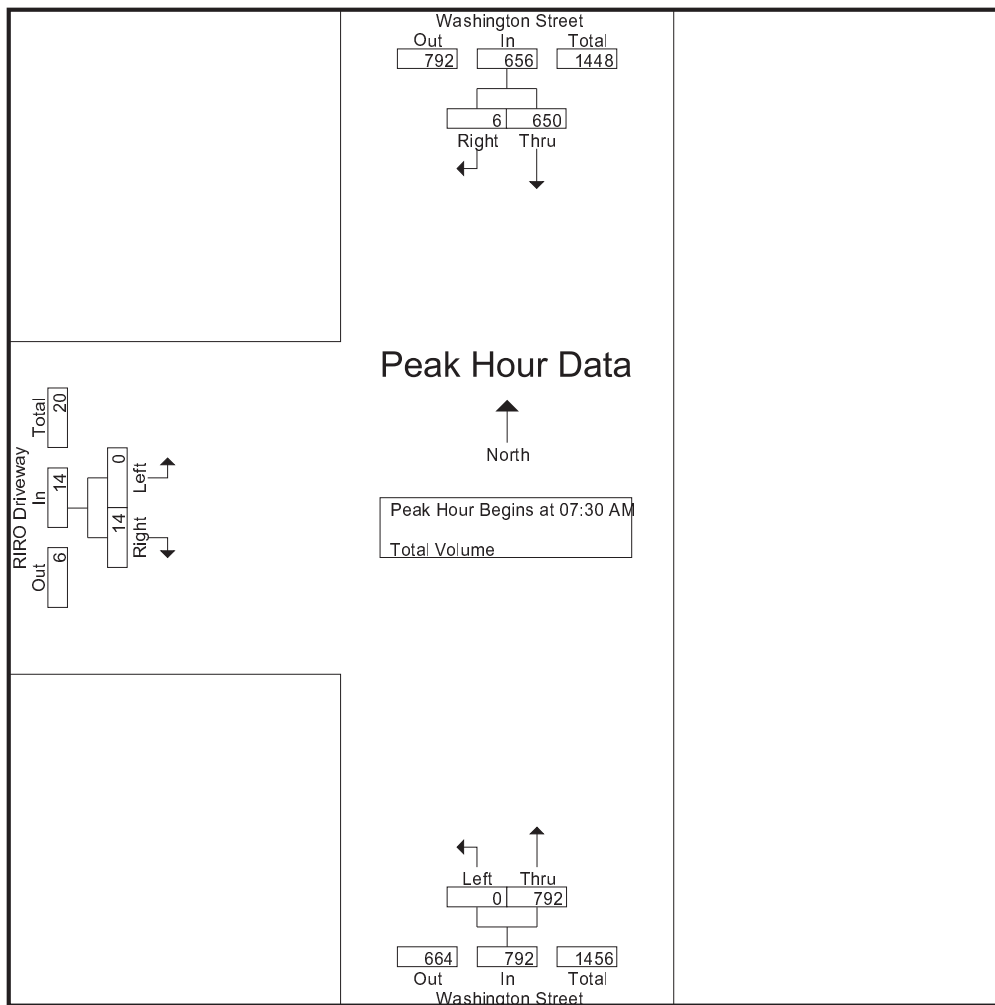 Washington Street
Out In Total
792 656 1448
6 650
Right Thru
Peak Hour Data
North
Peak Hour Begins at 07:30 AM
Total Volume
RIRO Driveway
Out In Total
6 14 20
14 0
Right Left
Left Thru
0 792
664 792 1456
Out In Total
Washington Street